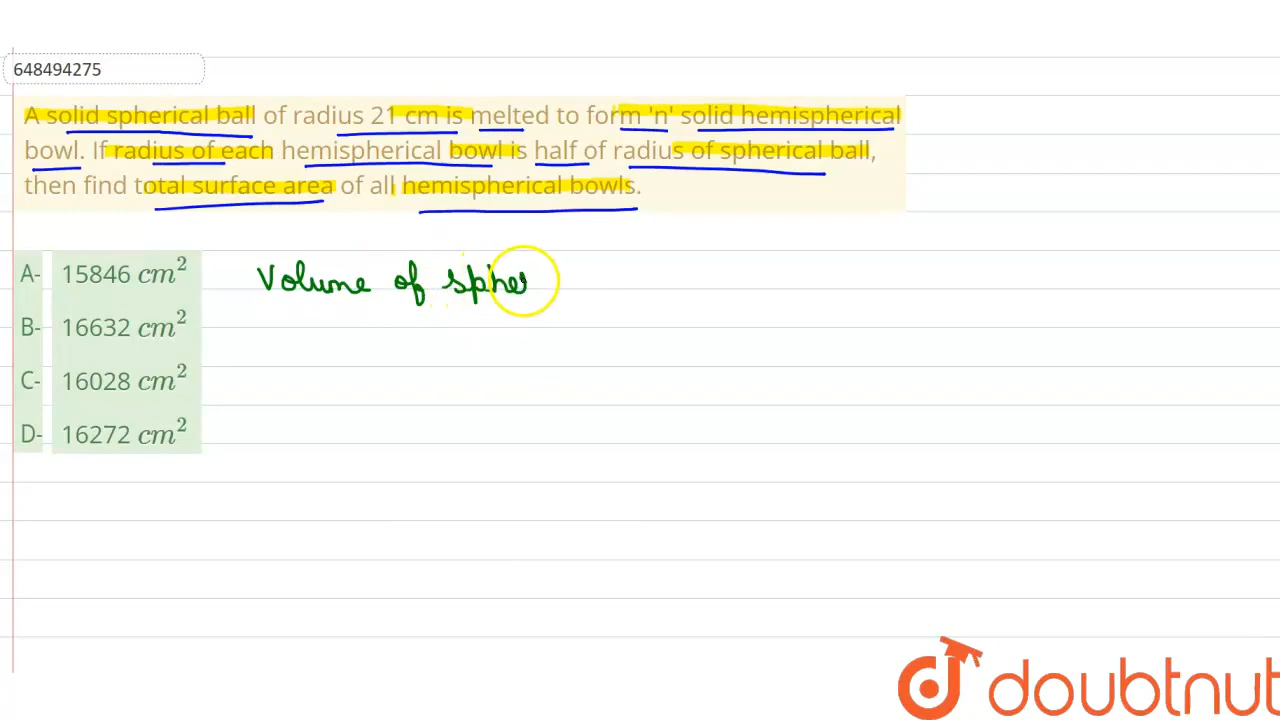 648494275
A solid spherical ball of radius 21 cm is melted to form 'n' solid hemispherical
bowl. If radius of each hemispherical bowl is half of radius of spherical ball,
then find total surface area of all hemispherical bowls.
A- 15846 cm²
B- 16632 cm²
C- 16028 cm²
D- 16272 cm²
Volume of sphe
doubtnut